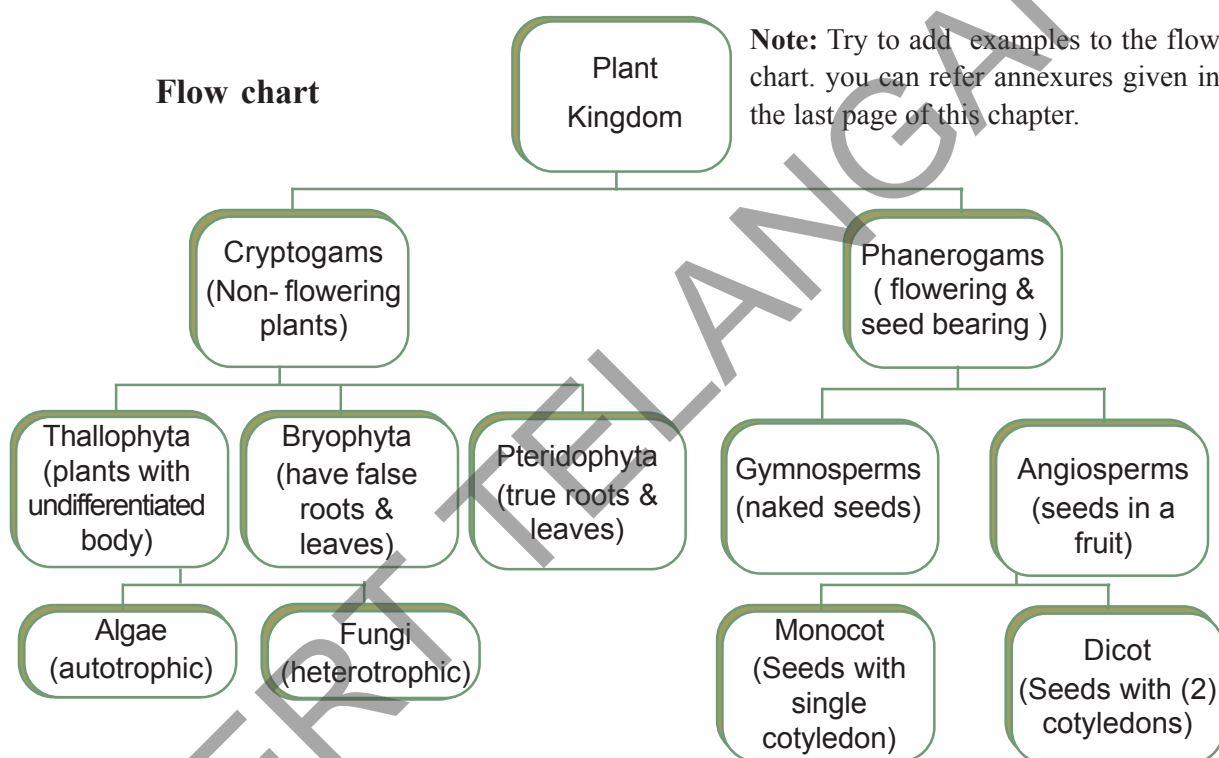 Flow chart
Plant
Kingdom
Note: Try to add examples to the flow
chart. you can refer annexures given in
the last page of this chapter.
Cryptogams
(Non- flowering
plants)
Phanerogams
( flowering &
seed bearing )
Thallophyta
(plants with
undifferentiated
body)
Bryophyta
(have false
roots &
leaves)
Pteridophyta
(true roots &
leaves)
Gymnosperms
(naked seeds)
Angiosperms
(seeds in a
fruit)
Algae
(autotrophic)
Fungi
(heterotrophic)
Monocot
(Seeds with
single
cotyledon)
Dicot
(Seeds with (2)
cotyledons)